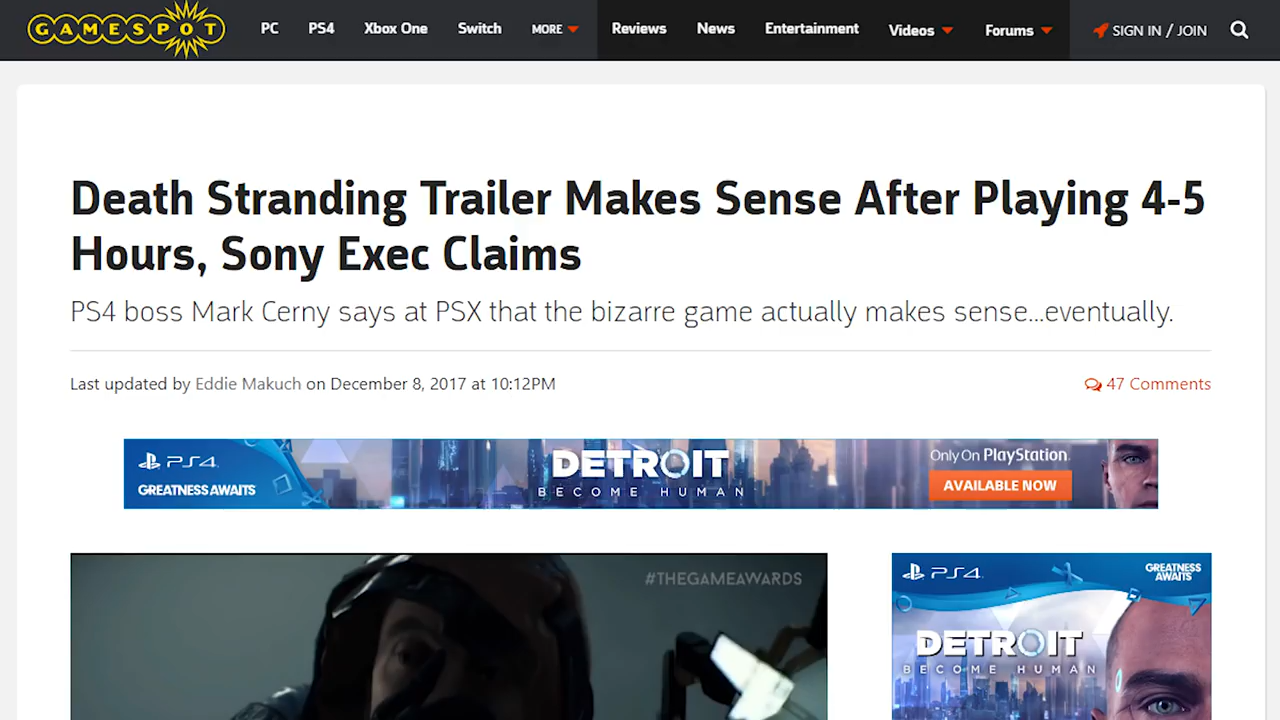 GAMESPOT
PC PS4 Xbox One Switch MORE Reviews News Entertainment Videos Forums SIGN IN / JOIN
Death Stranding Trailer Makes Sense After Playing 4-5
Hours, Sony Exec Claims
PS4 boss Mark Cerny says at PSX that the bizarre game actually makes sense...eventually.
Last updated by Eddie Makuch on December 8, 2017 at 10:12PM
47 Comments
PS4
GREATNESS AWAITS
DETROIT
BECOME HUMAN
Only On PlayStation
AVAILABLE NOW
#THEGAMEAWARDS
PS4
GREATNESS
AWAITS
DETROIT
BECOME HUMAN